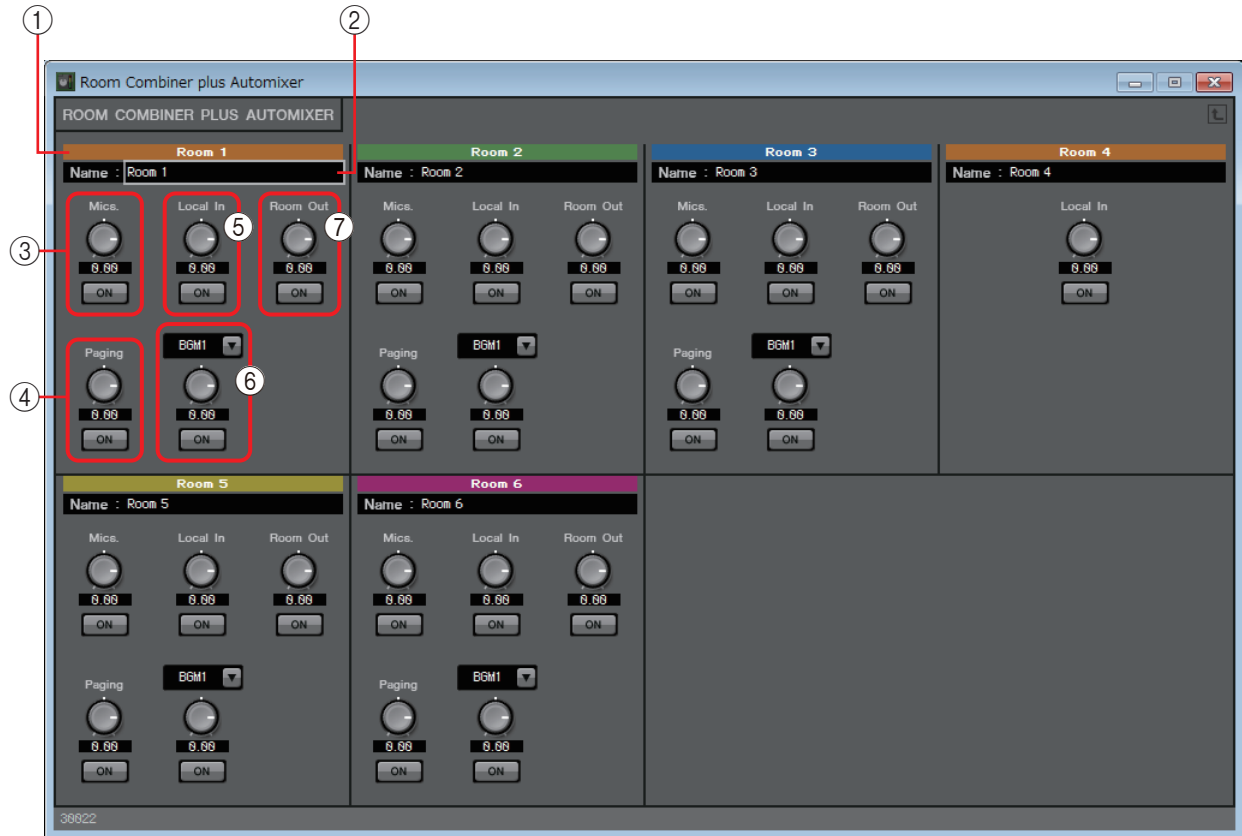 ① ②
Room Combiner plus Automixer
ROOM COMBINER PLUS AUTOMIXER
Room 1 Room 2 Room 3 Room 4
Name : Room 1 Name : Room 2 Name : Room 3 Name : Room 4
Mics. Local In Room Out Mics. Local In Room Out Mics. Local In Room Out Local In
③ ⑤ ⑦
0.00 0.00 0.00 0.00 0.00 0.00 0.00 0.00 0.00 0.00
ON ON ON ON ON ON ON ON ON ON
Paging BGM1 Paging BGM1 Paging BGM1
④ ⑥
0.00 0.00 0.00 0.00 0.00 0.00
ON ON ON ON ON ON
Room 5 Room 6
Name : Room 5 Name : Room 6
Mics. Local In Room Out Mics. Local In Room Out
0.00 0.00 0.00 0.00 0.00 0.00
ON ON ON ON ON ON
Paging BGM1 Paging BGM1
0.00 0.00 0.00 0.00
ON ON ON ON
30022